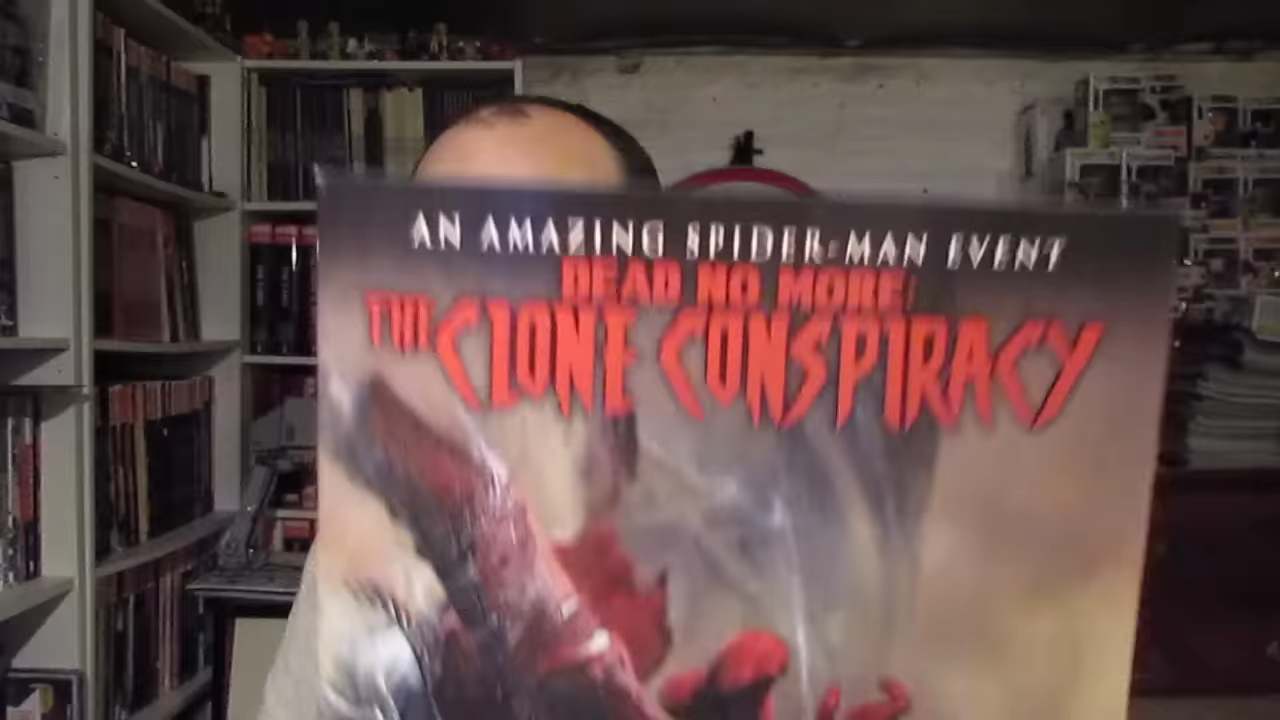 AN AMAZING SPIDER-MAN EVENT
DEAD NO MORE:
THE CLONE CONSPIRACY